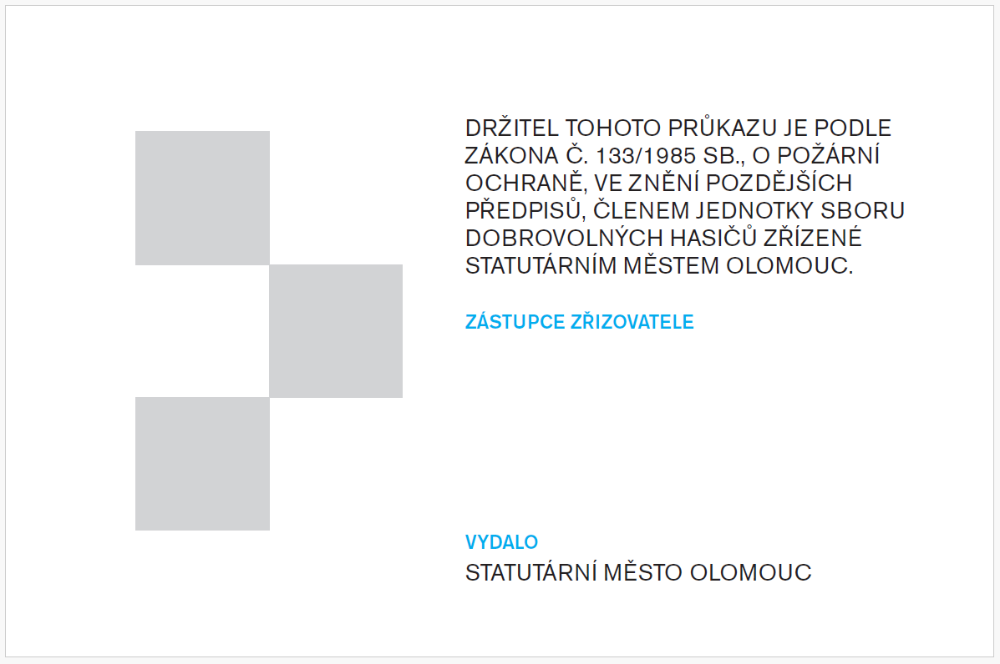 DRŽITEL TOHOTO PRŮKAZU JE PODLE
ZÁKONA Č. 133/1985 SB., O POŽÁRNÍ
OCHRANĚ, VE ZNĚNÍ POZDĚJŠÍCH
PŘEDPISŮ, ČLENEM JEDNOTKY SBORU
DOBROVOLNÝCH HASIČŮ ZŘÍZENÉ
STATUTÁRNÍM MĚSTEM OLOMOUC.
ZÁSTUPCE ZŘIZOVATELE
VYDALO
STATUTÁRNÍ MĚSTO OLOMOUC